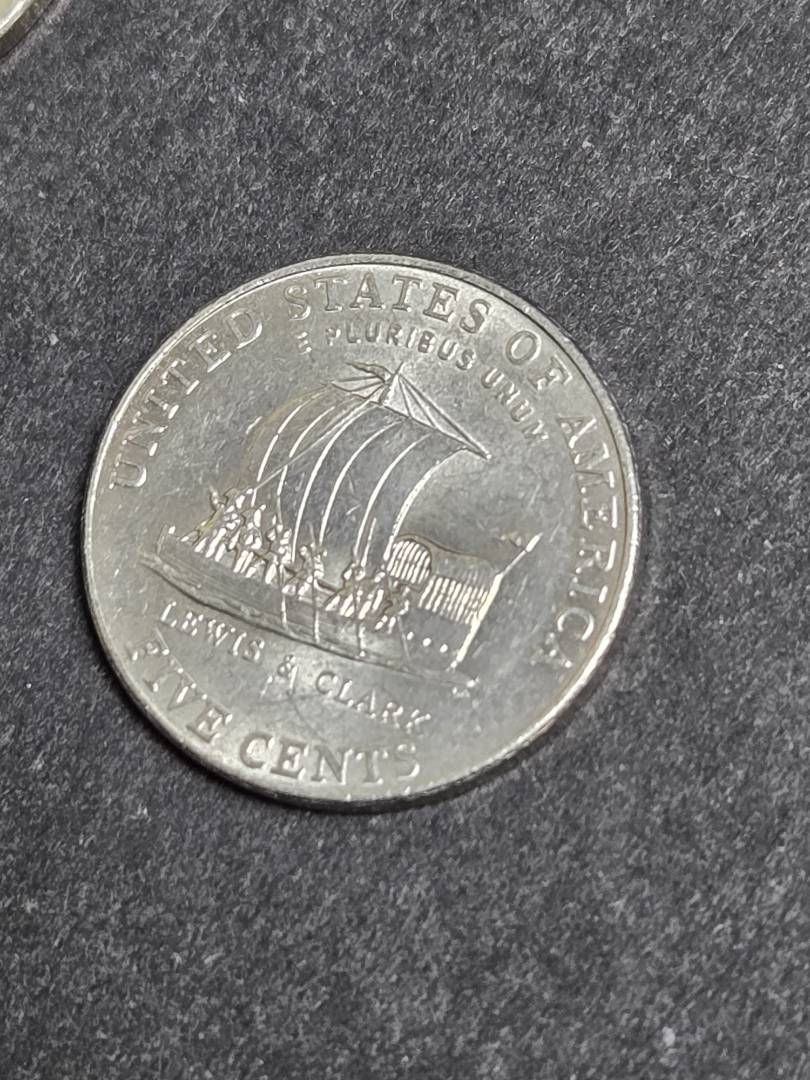 UNITED STATES OF AMERICA
E PLURIBUS UNUM
LEWIS & CLARK
FIVE CENTS